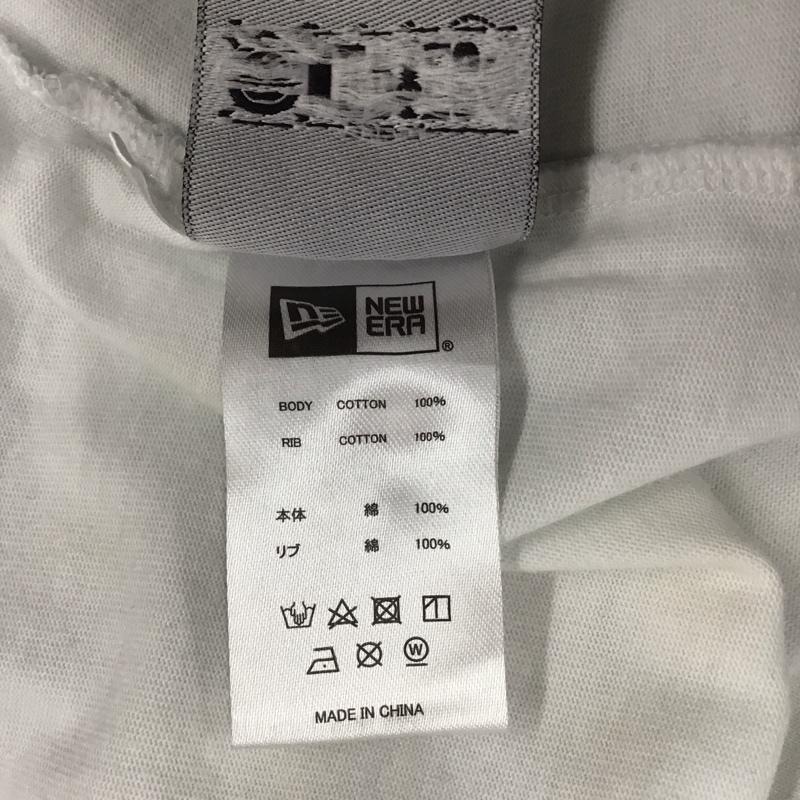 NEW
ERA
®
BODY COTTON 100%
RIB COTTON 100%
本体 綿 100%
リブ 綿 100%
W
MADE IN CHINA